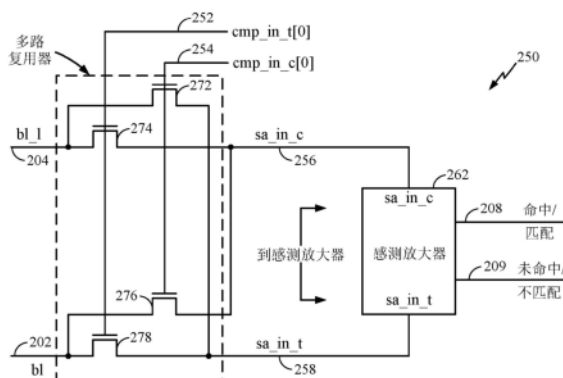 252
cmp_in_t[0]
多路
复用器
254
cmp_in_c[0]
250
272
274
bl_l
204
sa_in_c
256
262
sa_in_c
208
命中/
匹配
到感测放大器
感测放大器
209
未命中/
不匹配
276
278
sa_in_t
202
bl
sa_in_t
258